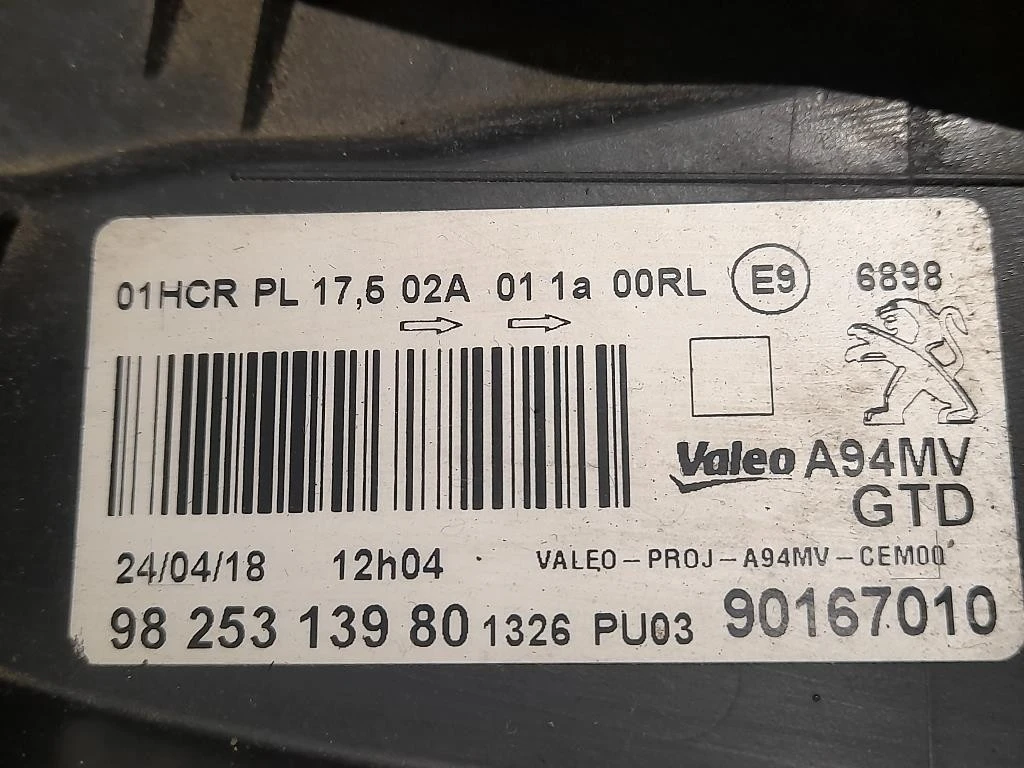 01HCR PL 17,5 02A 01 1a 00RL E9 6898
Valeo A94MV
GTD
24/04/18 12h04 VALEO-PROJ-A94MV-CEM00
98 253 139 80 1326 PU03 90167010